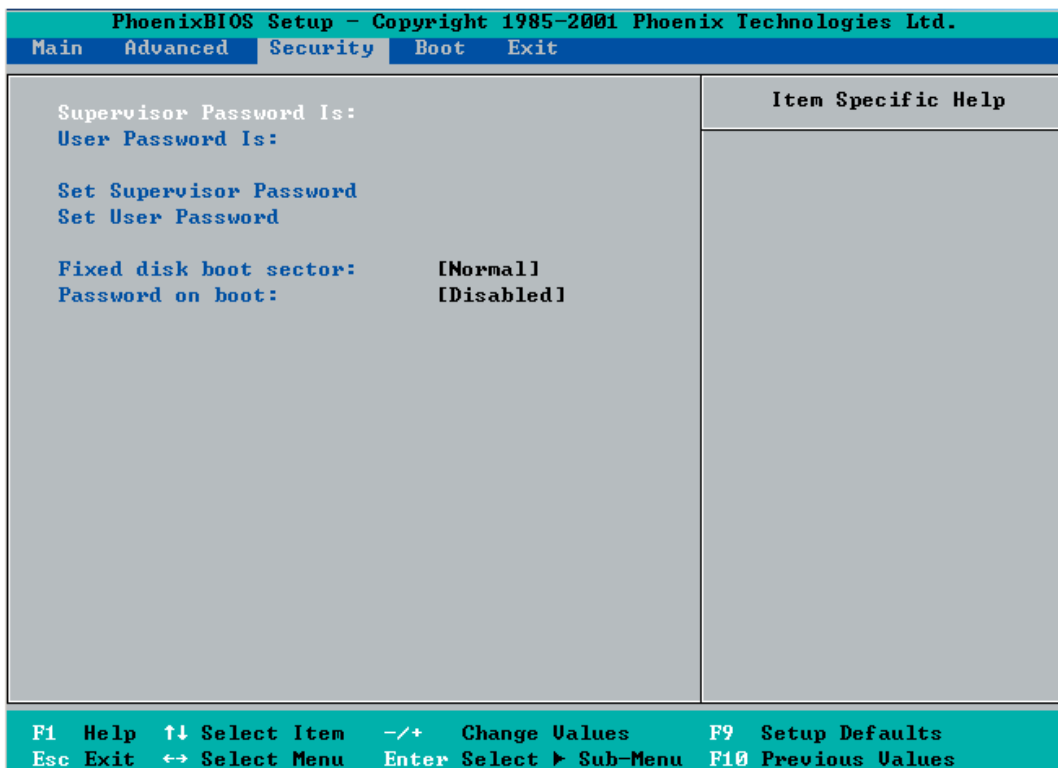 PhoenixBIOS Setup - Copyright 1985-2001 Phoenix Technologies Ltd.
Main Advanced Security Boot Exit
Item Specific Help
Supervisor Password Is:
User Password Is:
Set Supervisor Password
Set User Password
Fixed disk boot sector: [Normal]
Password on boot: [Disabled]
F1 Help ↑↓ Select Item -/+ Change Values F9 Setup Defaults
Esc Exit ↔ Select Menu Enter Select ▶ Sub-Menu F10 Previous Values